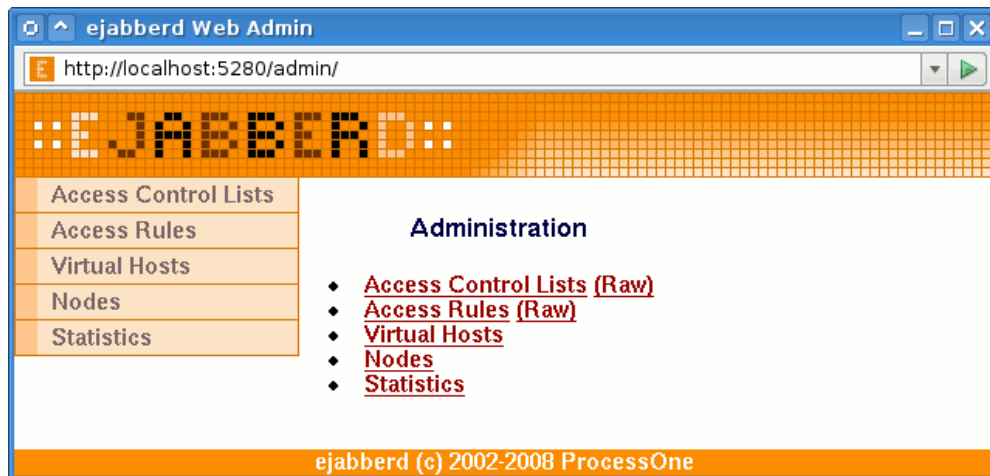 ejabberd Web Admin
E http://localhost:5280/admin/
::EJABBERD::
Access Control Lists
Access Rules
Virtual Hosts
Nodes
Statistics
Administration
Access Control Lists (Raw)
Access Rules (Raw)
Virtual Hosts
Nodes
Statistics
ejabberd (c) 2002-2008 ProcessOne